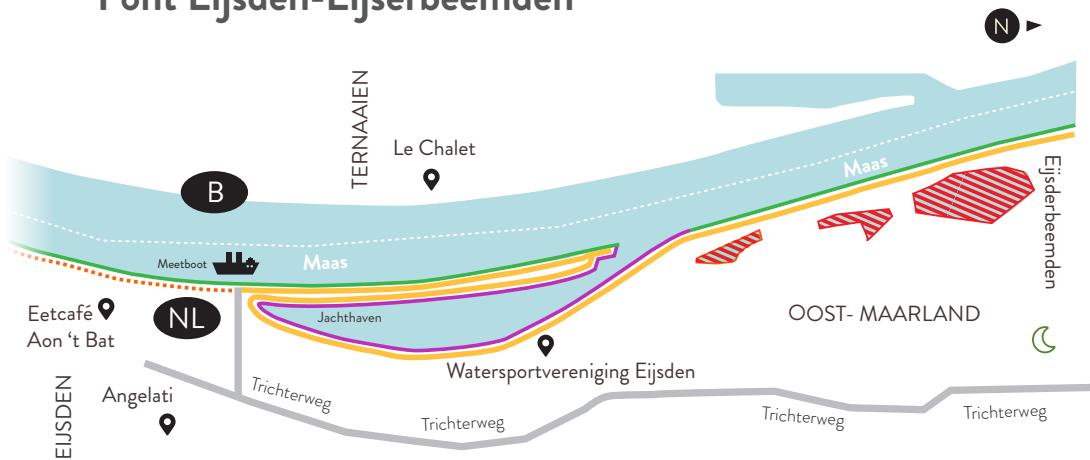 Pont Eijsden-Eijserbeemden
N
TERNAAIEN
Le Chalet
B
Maas
Eijsderbeemden
Meetboot
Maas
Eetcafé
Aon ‘t Bat
NL
Jachthaven
OOST- MAARLAND
Watersportvereniging Eijsden
EIJSDEN
Angelati
Trichterweg
Trichterweg
Trichterweg
Trichterweg